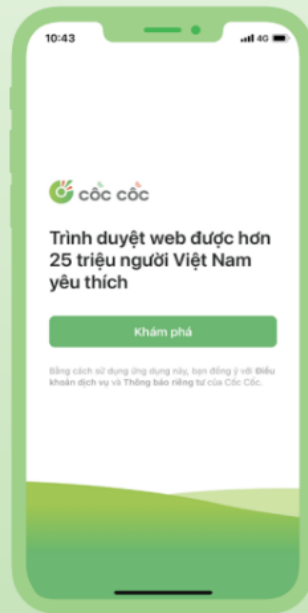 10:43
4G
cốc cốc
Trình duyệt web được hơn
25 triệu người Việt Nam
yêu thích
Khám phá
Bằng cách sử dụng ứng dụng này, bạn đồng ý với Điều
khoản dịch vụ và Thông báo riêng tư của Cốc Cốc.